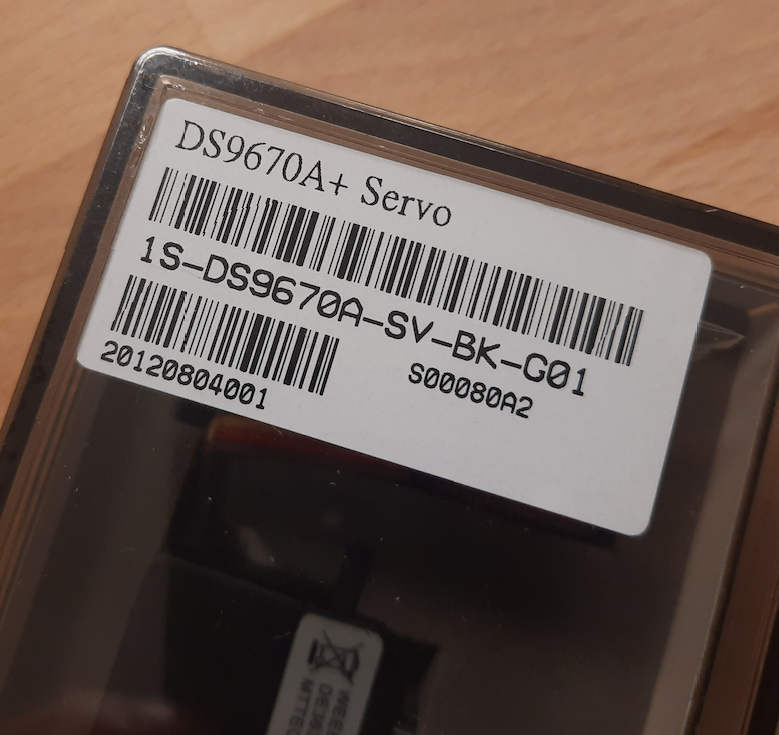 DS9670A+ Servo
1S-DS9670A-SV-BK-G01
S00080A2
20120804001